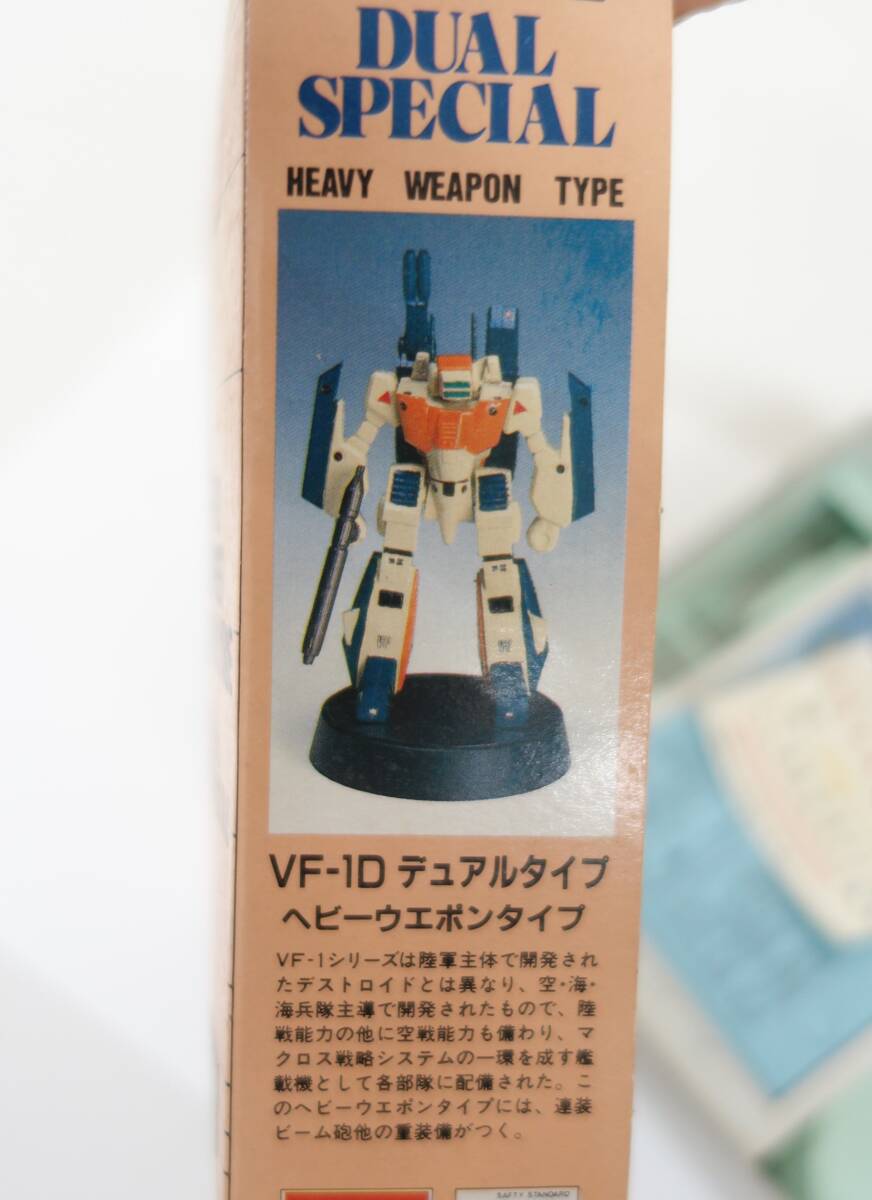 DUAL
SPECIAL
HEAVY WEAPON TYPE
VF-1D デュアルタイプ
ヘビーウエポンタイプ
VF-1シリーズは陸軍主体で開発され
たデストロイドとは異なり、空・海・
海兵隊主導で開発されたもので、陸
戦能力の他に空戦能力も備わり、マ
クロス戦略システムの一環を成す艦
載機として各部隊に配備された。こ
のヘビーウエポンタイプには、連装
ビーム砲他の重装備がつく。
SAFTY STANDARD